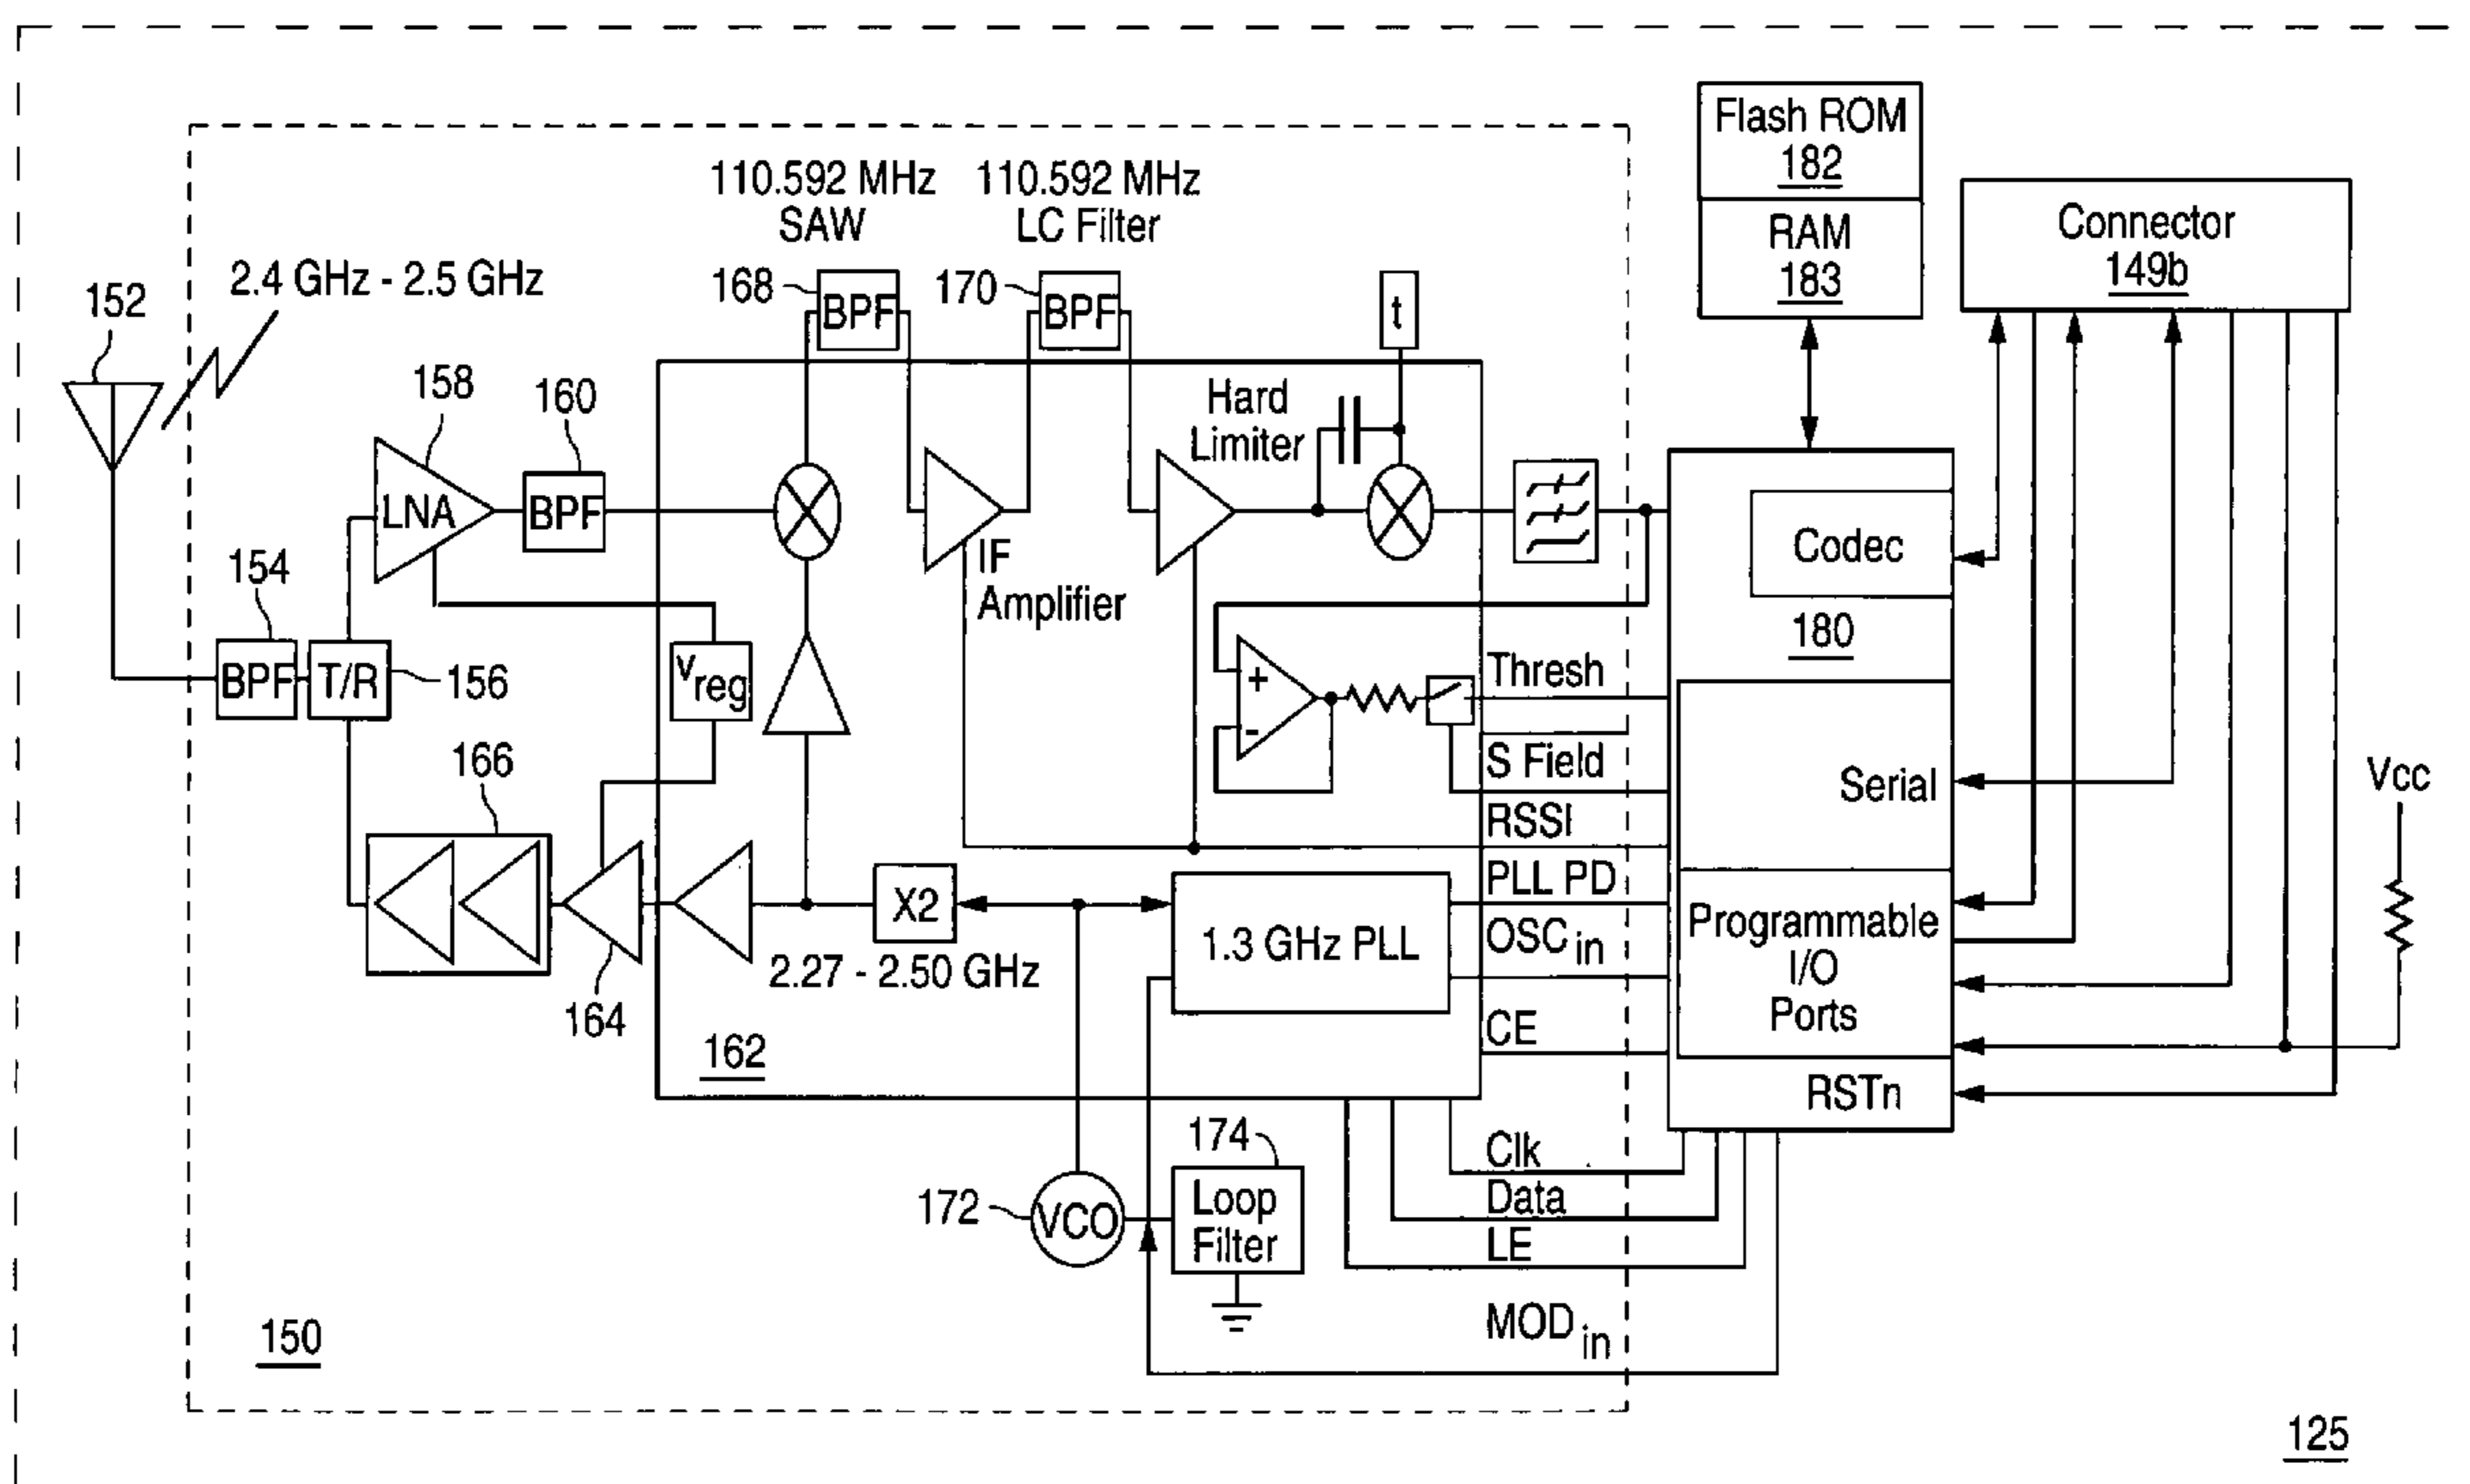 Flash ROM
182
RAM
183
Connector
149b
110.592 MHz
SAW
110.592 MHz
LC Filter
2.4 GHz - 2.5 GHz
152
168
BPF
170
BPF
t
158
160
Hard
Limiter
LNA
BPF
Codec
154
IF
Amplifier
180
BPF
T/R
156
Vreg
+
-
Thresh
S Field
Serial
Vcc
166
RSSI
PLL PD
X2
1.3 GHz PLL
OSCin
Programmable
I/O
Ports
2.27 - 2.50 GHz
164
162
CE
RSTn
174
Clk
172
VCO
Loop
Filter
Data
LE
MODin
150
125